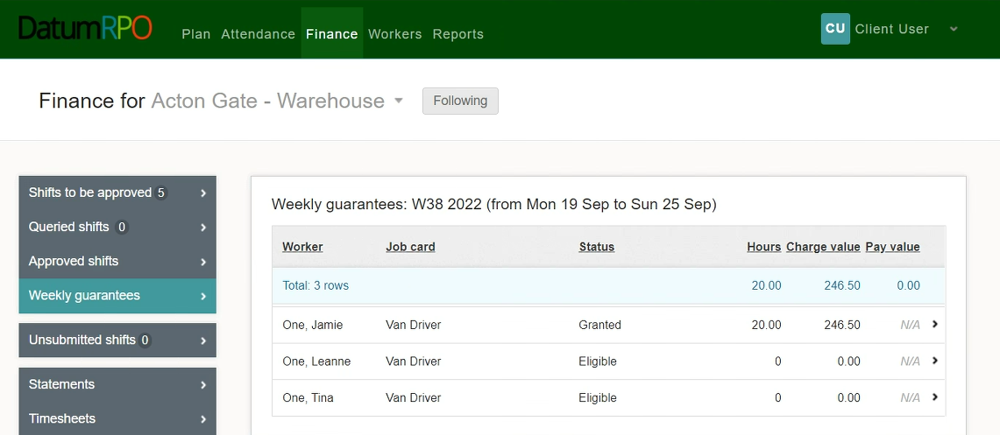 DatumRPO Plan Attendance Finance Workers Reports CU Client User
Finance for Acton Gate - Warehouse Following
Shifts to be approved 5
Queried shifts 0
Approved shifts
Weekly guarantees
Unsubmitted shifts 0
Statements
Timesheets
Weekly guarantees: W38 2022 (from Mon 19 Sep to Sun 25 Sep)
Worker Job card Status Hours Charge value Pay value
Total: 3 rows 20.00 246.50 0.00
One, Jamie Van Driver Granted 20.00 246.50 N/A
One, Leanne Van Driver Eligible 0 0.00 N/A
One, Tina Van Driver Eligible 0 0.00 N/A